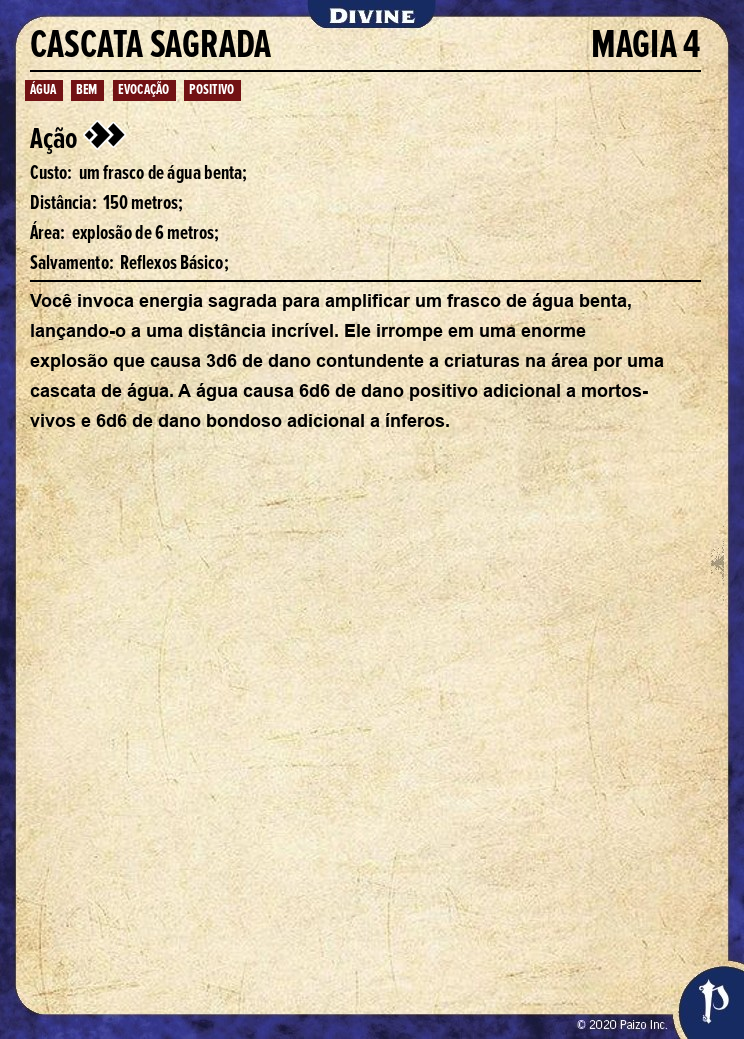 DIVINE
CASCATA SAGRADA MAGIA 4
ÁGUA BEM EVOCAÇÃO POSITIVO
Ação
Custo: um frasco de água benta;
Distância: 150 metros;
Área: explosão de 6 metros;
Salvamento: Reflexos Básico;
Você invoca energia sagrada para amplificar um frasco de água benta,
lançando-o a uma distância incrível. Ele irrompe em uma enorme
explosão que causa 3d6 de dano contundente a criaturas na área por uma
cascata de água. A água causa 6d6 de dano positivo adicional a mortos-
vivos e 6d6 de dano bondoso adicional a ínferos.
© 2020 Paizo Inc.
P